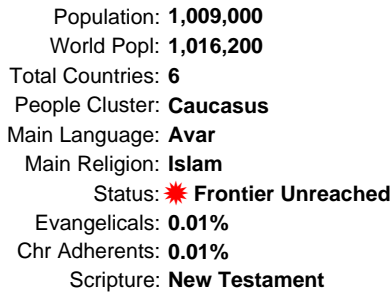 Population: 1,009,000
World Popl: 1,016,200
Total Countries: 6
People Cluster: Caucasus
Main Language: Avar
Main Religion: Islam
Status: Frontier Unreached
Evangelicals: 0.01%
Chr Adherents: 0.01%
Scripture: New Testament